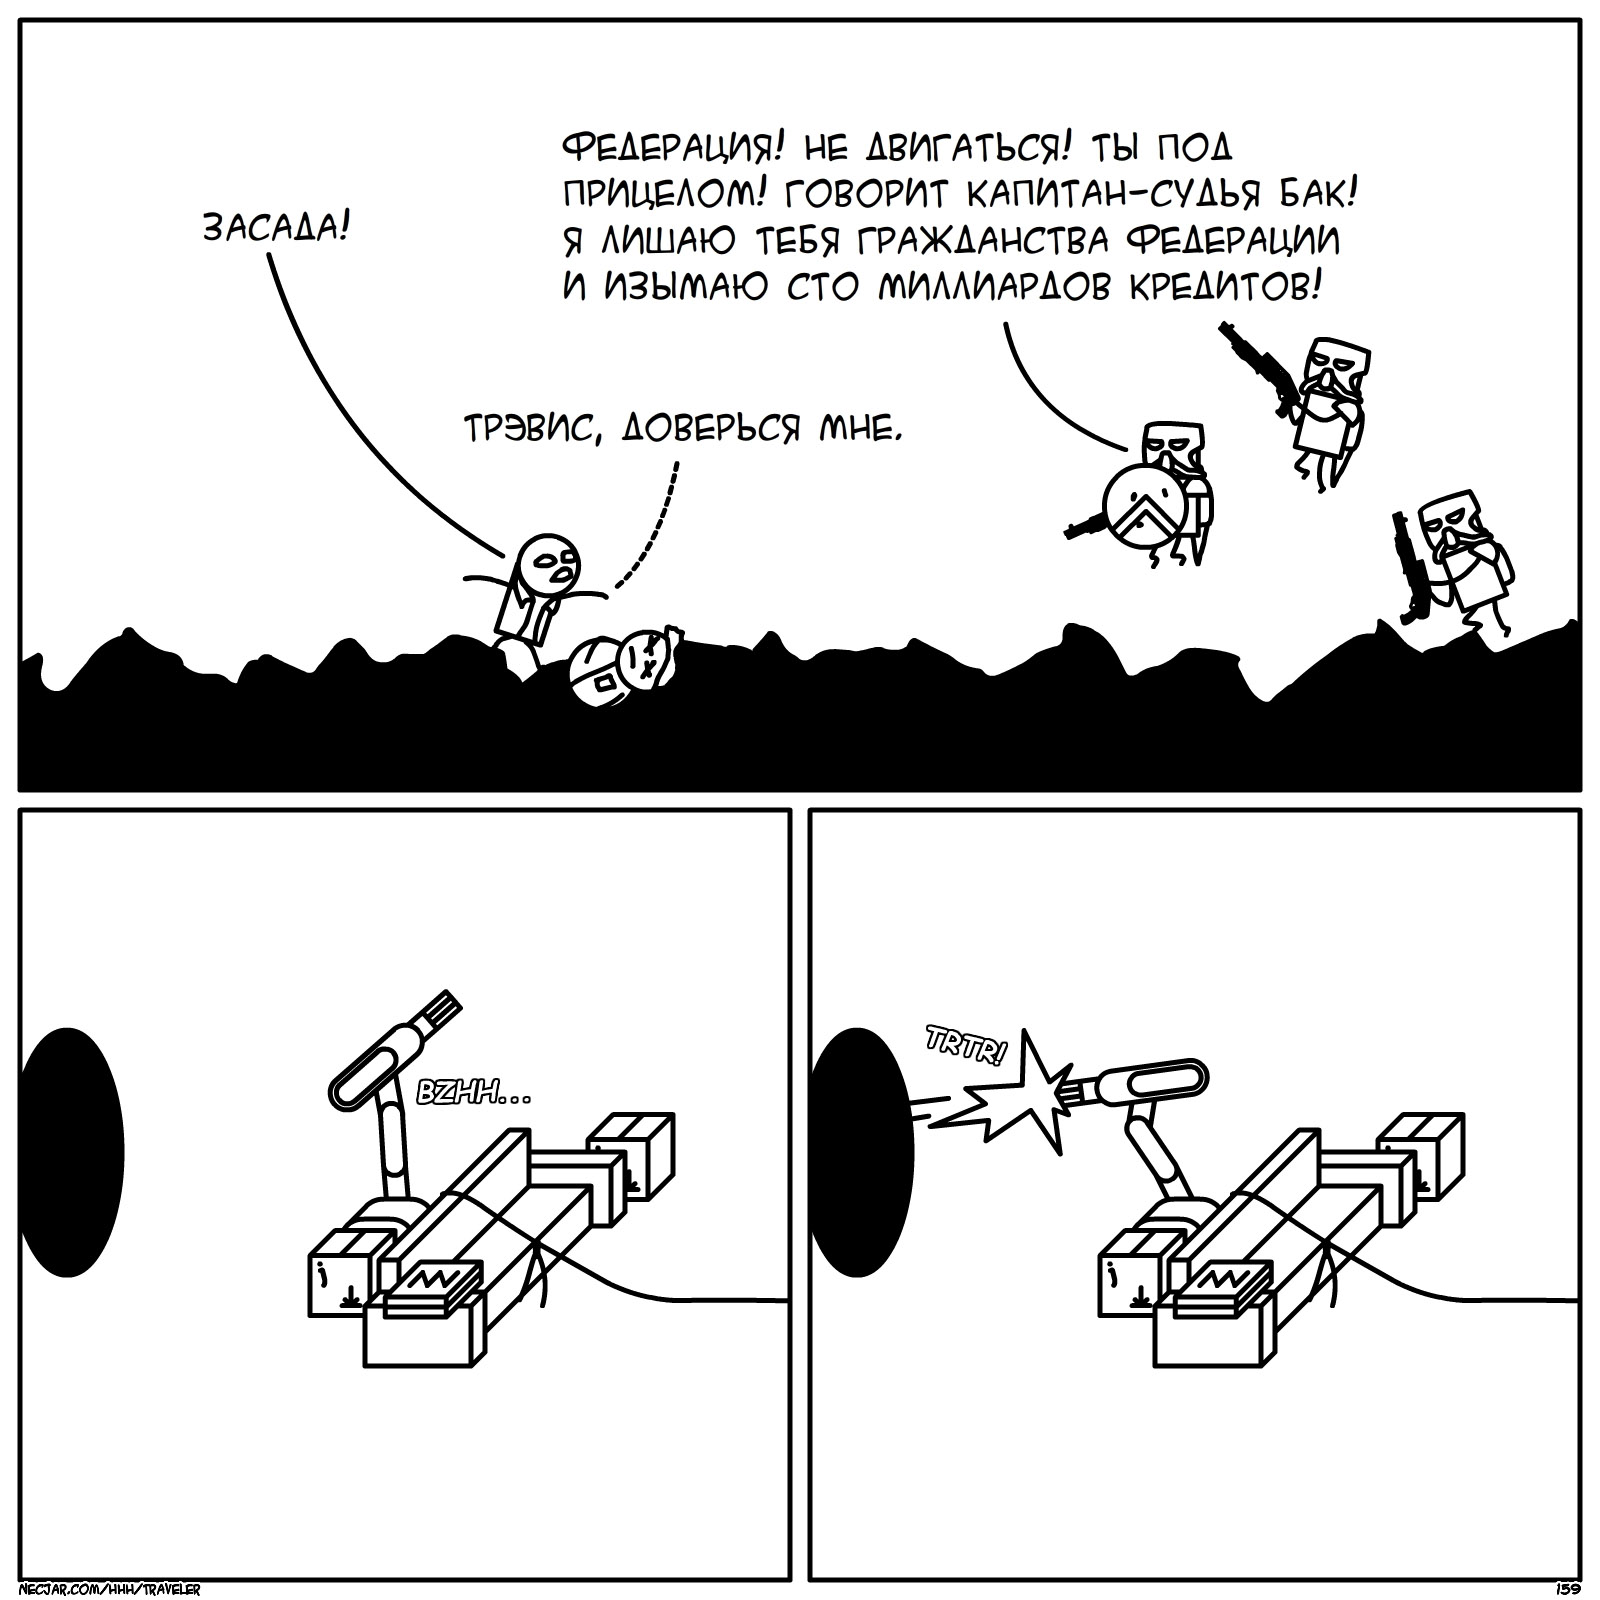 ЗАСАДА!
ФЕДЕРАЦИЯ! НЕ ДВИГАТЬСЯ! ТЫ ПОД
ПРИЦЕЛОМ! ГОВОРИТ КАПИТАН-СУДЬЯ БАК!
Я ЛИШАЮ ТЕБЯ ГРАЖДАНСТВА ФЕДЕРАЦИИ
И ИЗЫМАЮ СТО МИЛЛИАРДОВ КРЕДИТОВ!
ТРЭВИС, ДОВЕРЬСЯ МНЕ.
BZHH...
TRTR!
NECJAR.COM/HHH/TRAVELER
159